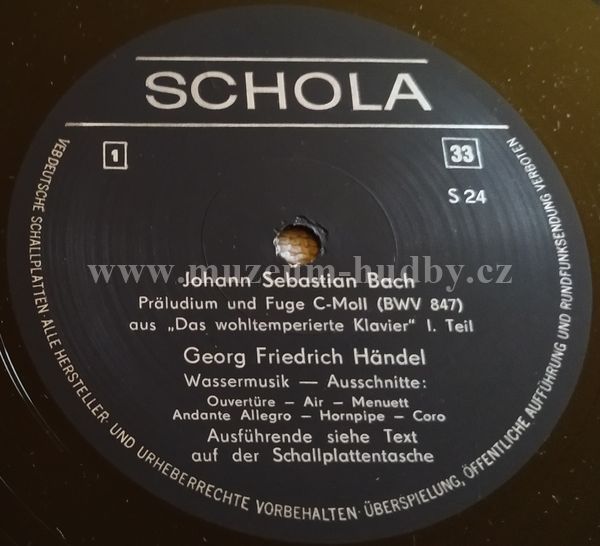 SCHOLA
1
33
S 24
www.muzeum-hudby.cz
Johann Sebastian Bach
Präludium und Fuge C-Moll (BWV 847)
aus „Das wohltemperierte Klavier" I. Teil
Georg Friedrich Händel
Wassermusik — Ausschnitte:
Ouvertüre – Air – Menuett
Andante Allegro – Hornpipe – Coro
Ausführende siehe Text
auf der Schallplattentasche
VEB DEUTSCHE SCHALLPLATTEN · ALLE HERSTELLER- UND URHEBERRECHTE VORBEHALTEN · ÜBERSPIELUNG, ÖFFENTLICHE AUFFÜHRUNG UND RUNDFUNKSENDUNG VERBOTEN